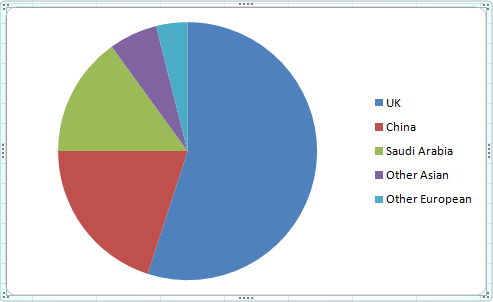 UK
China
Saudi Arabia
Other Asian
Other European